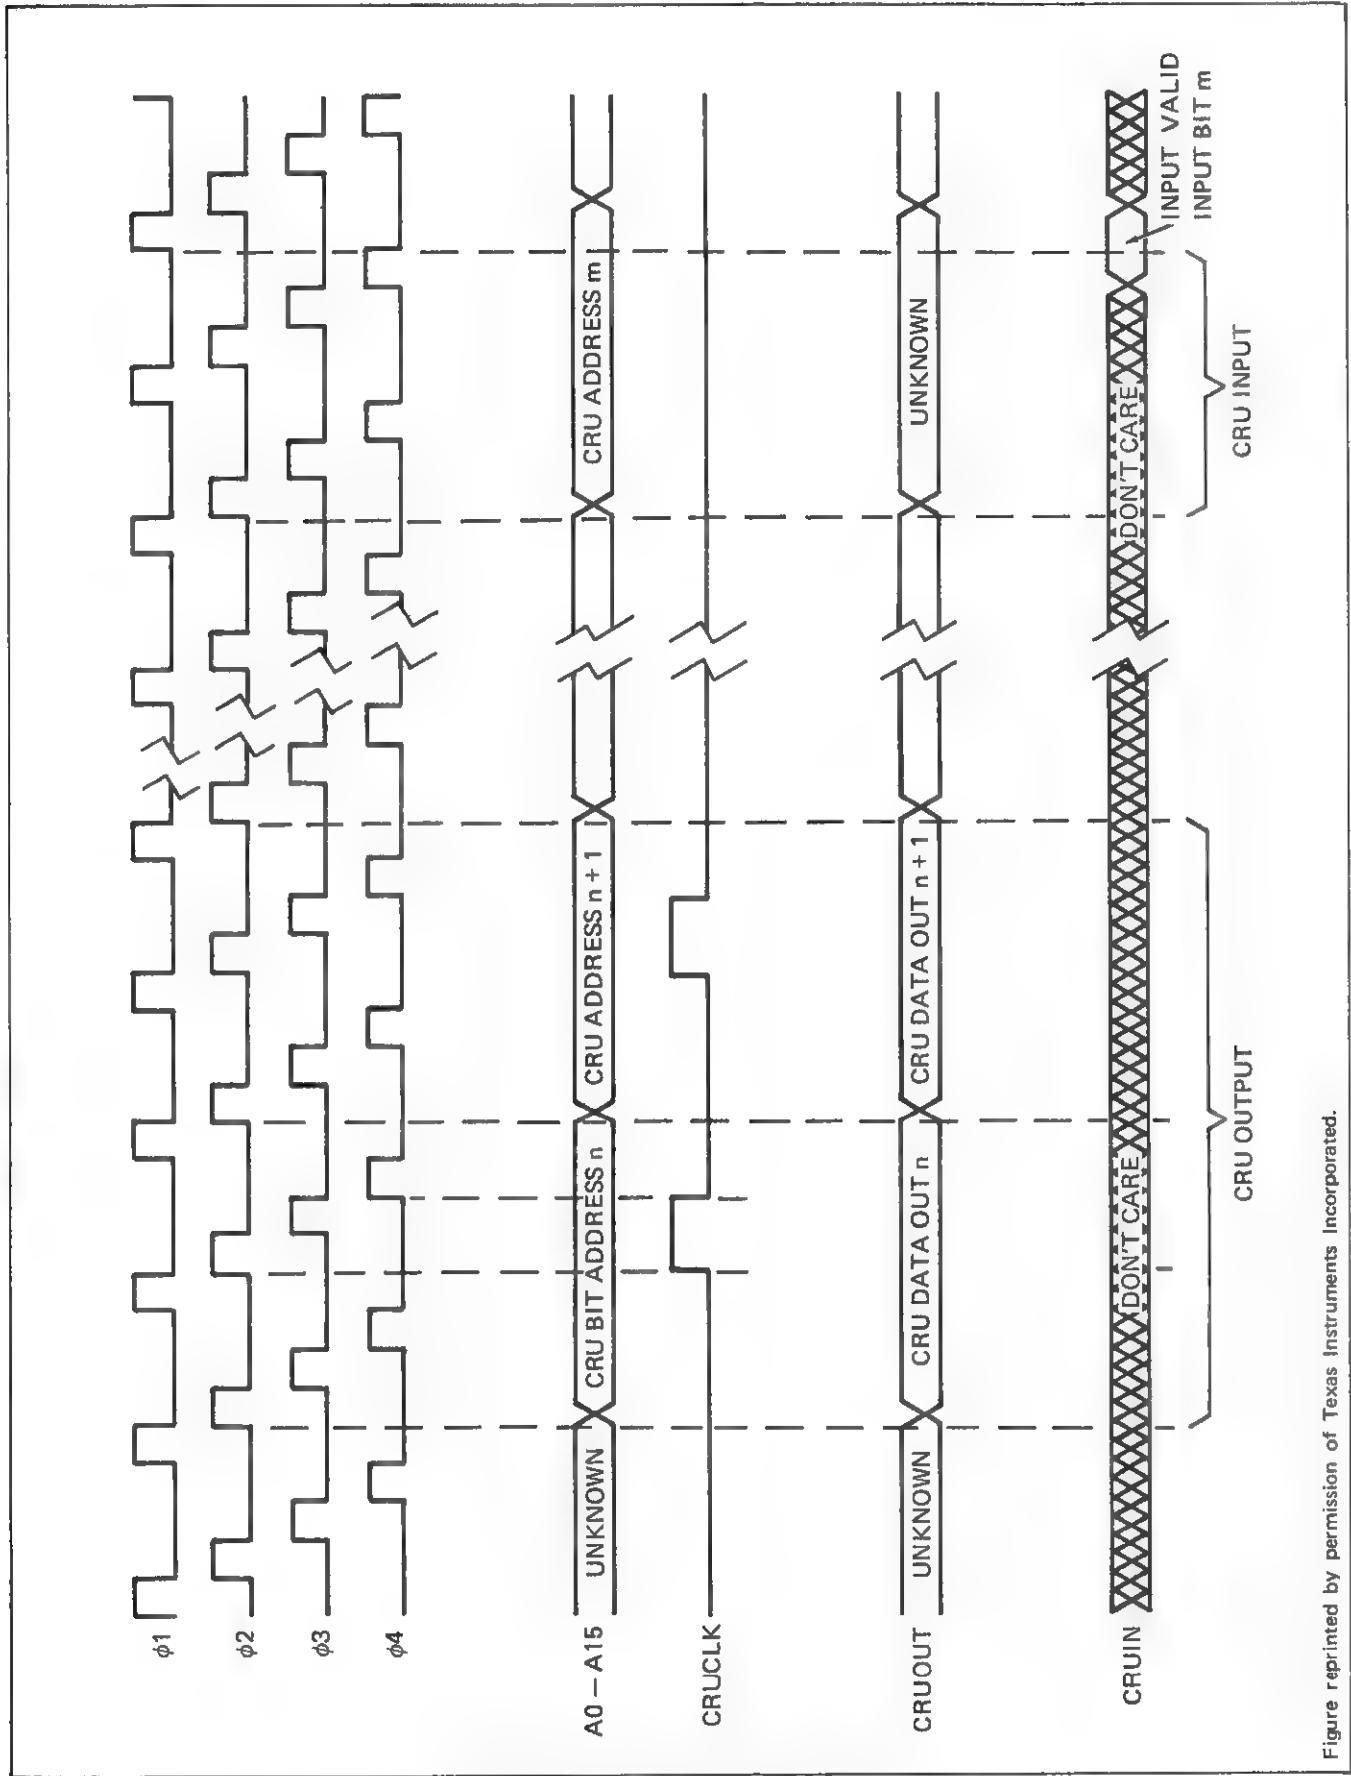 ϕ1
ϕ2
ϕ3
ϕ4
A0 — A15
UNKNOWN
CRU BIT ADDRESS n
CRU ADDRESS n + 1
CRU ADDRESS m
CRUCLK
CRUOUT
UNKNOWN
CRU DATA OUT n
CRU DATA OUT n + 1
UNKNOWN
CRUIN
DON'T CARE
DON'T CARE
INPUT VALID
INPUT BIT m
CRU OUTPUT
CRU INPUT
Figure reprinted by permission of Texas Instruments Incorporated.